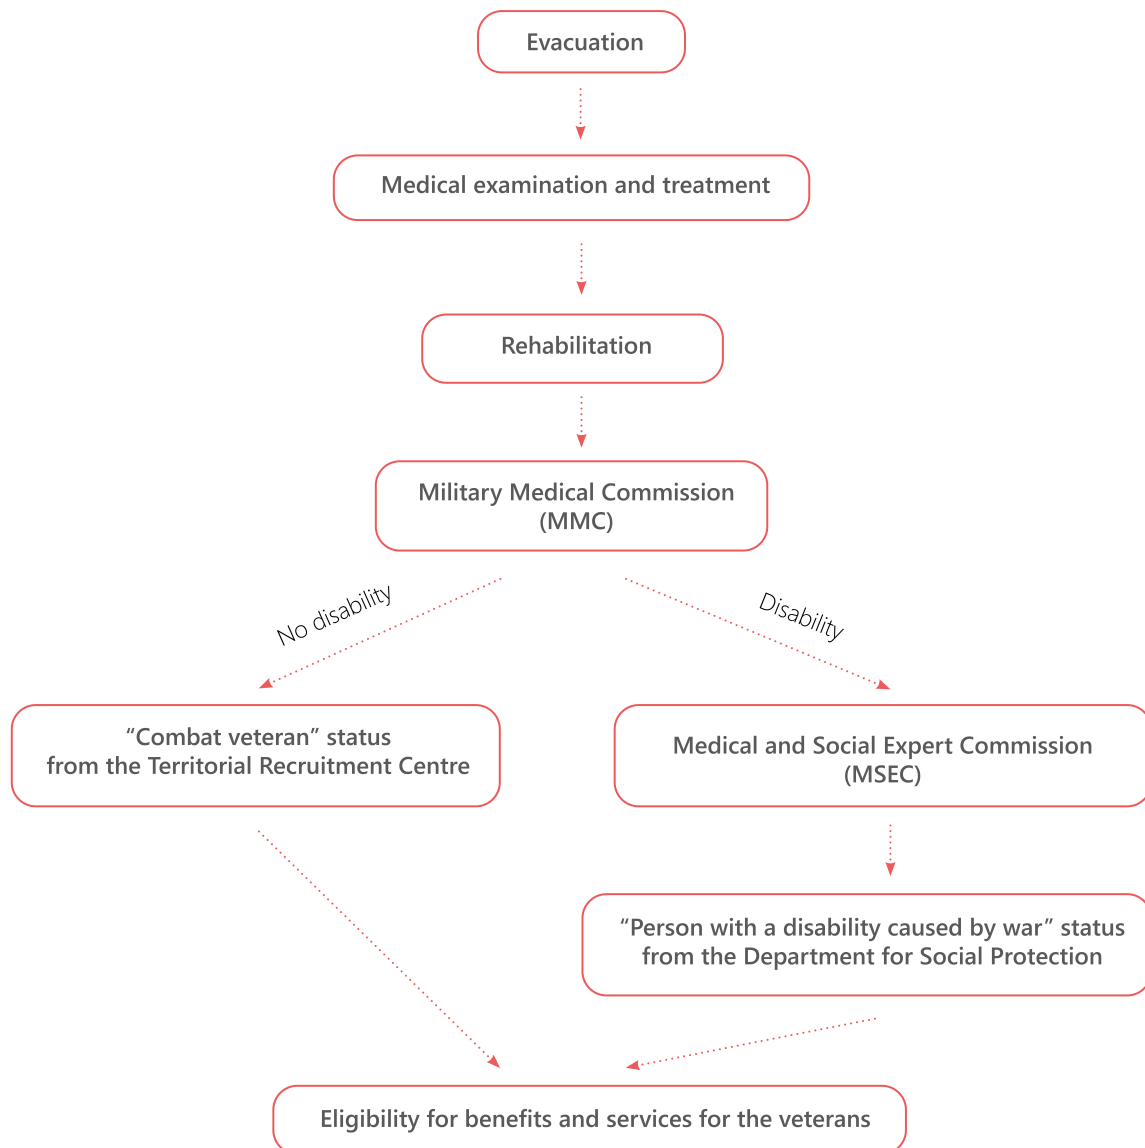 Evacuation
Medical examination and treatment
Rehabilitation
Military Medical Commission
(MMC)
No disability
Disability
“Combat veteran” status
from the Territorial Recruitment Centre
Medical and Social Expert Commission
(MSEC)
“Person with a disability caused by war” status
from the Department for Social Protection
Eligibility for benefits and services for the veterans